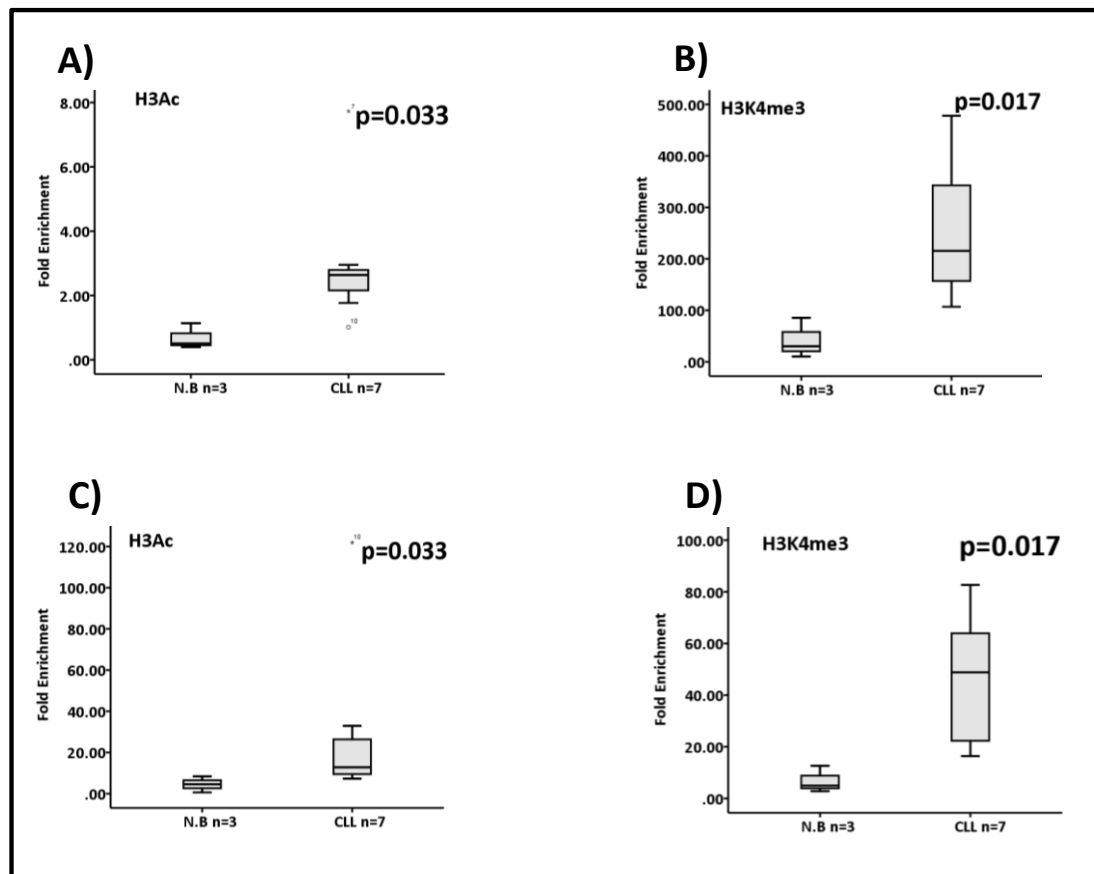 A)
H3Ac
p=0.033
7
8.00
6.00
4.00
2.00
.00
10
Fold Enrichment
N.B n=3
CLL n=7
B)
H3K4me3
p=0.017
500.00
400.00
300.00
200.00
100.00
.00
Fold Enrichment
N.B n=3
CLL n=7
C)
H3Ac
p=0.033
10
120.00
100.00
80.00
60.00
40.00
20.00
.00
Fold Enrichment
N.B n=3
CLL n=7
D)
H3K4me3
p=0.017
100.00
80.00
60.00
40.00
20.00
.00
Fold Enrichment
N.B n=3
CLL n=7